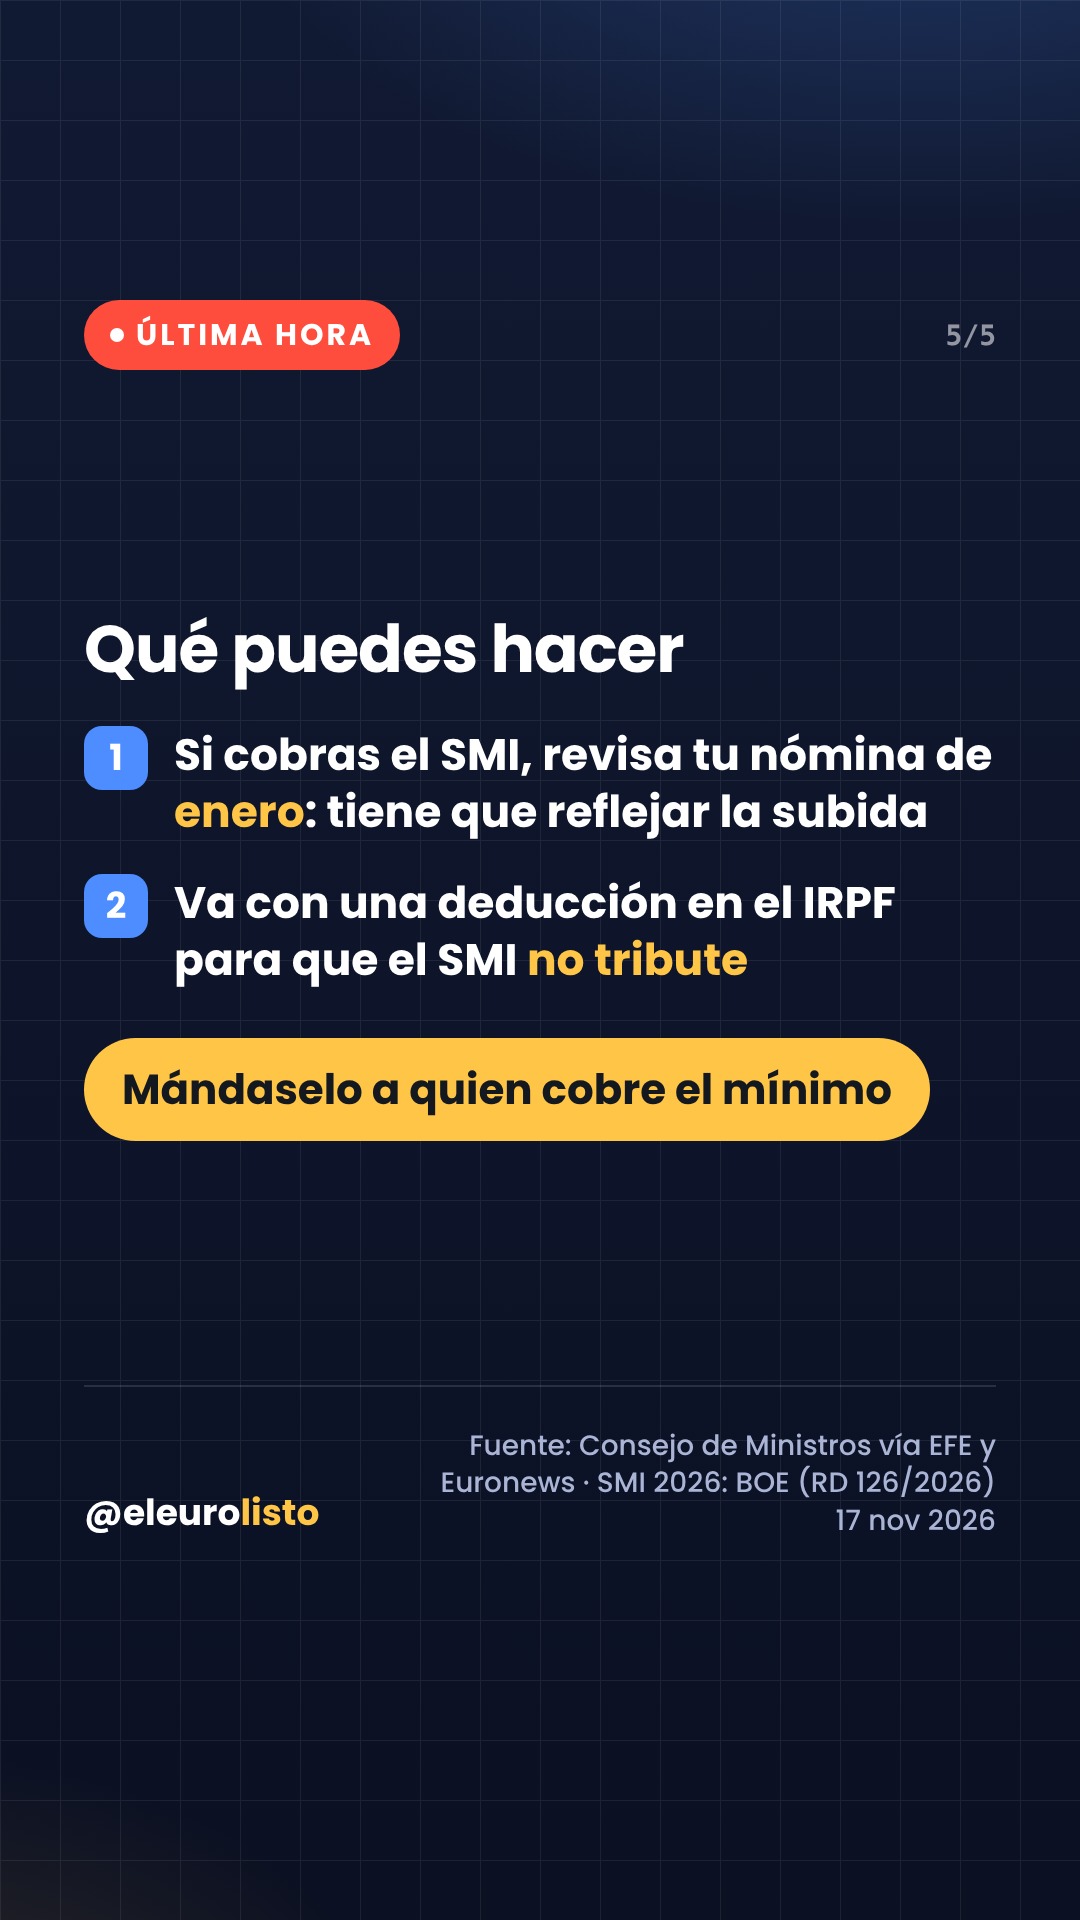 ÚLTIMA HORA
5/5
Qué puedes hacer
1 Si cobras el SMI, revisa tu nómina de
enero: tiene que reflejar la subida
2 Va con una deducción en el IRPF
para que el SMI no tribute
Mándaselo a quien cobre el mínimo
Fuente: Consejo de Ministros vía EFE y
Euronews · SMI 2026: BOE (RD 126/2026)
17 nov 2026
@eleurolisto